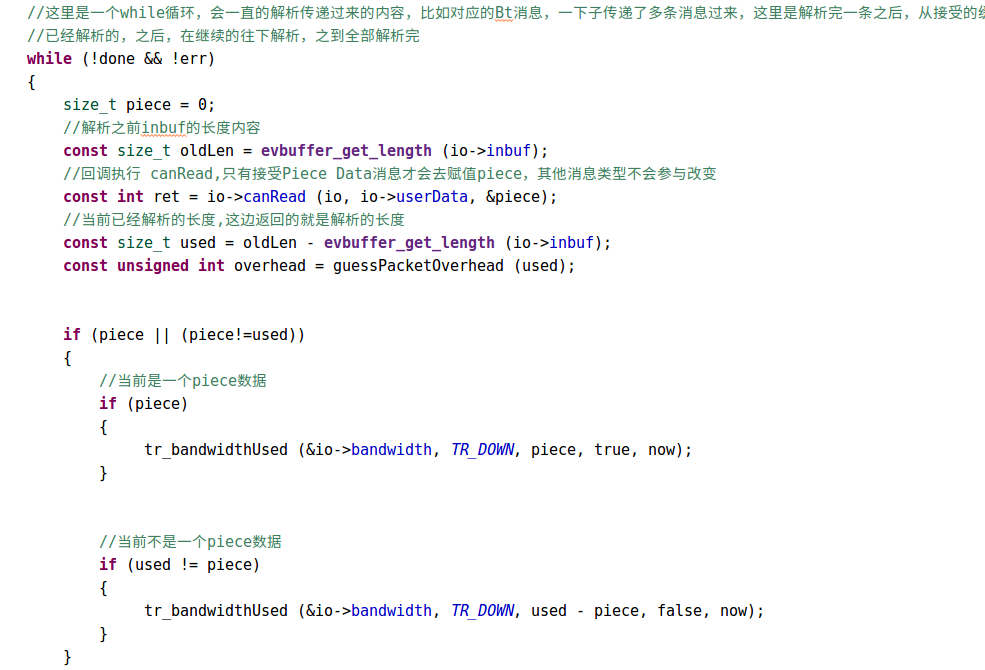 //这里是一个while循环，会一直的解析传递过来的内容，比如对应的Bt消息，一下子传递了多条消息过来，这里是解析完一条之后，从接受的
//已经解析的，之后，在继续的往下解析，之到全部解析完
while (!done && !err)
{
size_t piece = 0;
//解析之前inbuf的长度内容
const size_t oldLen = evbuffer_get_length (io->inbuf);
//回调执行 canRead,只有接受Piece Data消息才会去赋值piece，其他消息类型不会参与改变
const int ret = io->canRead (io, io->userData, &piece);
//当前已经解析的长度,这边返回的就是解析的长度
const size_t used = oldLen - evbuffer_get_length (io->inbuf);
const unsigned int overhead = guessPacketOverhead (used);
if (piece || (piece!=used))
{
//当前是一个piece数据
if (piece)
{
tr_bandwidthUsed (&io->bandwidth, TR_DOWN, piece, true, now);
}
//当前不是一个piece数据
if (used != piece)
{
tr_bandwidthUsed (&io->bandwidth, TR_DOWN, used - piece, false, now);
}
}